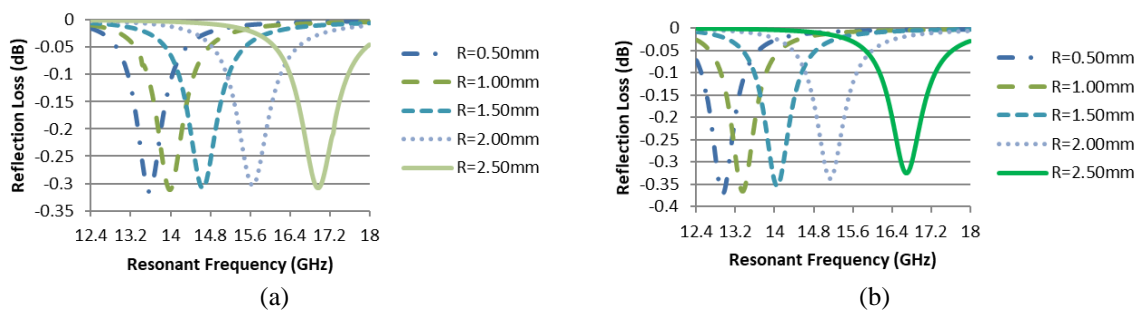 0
-0.05
-0.1
-0.15
-0.2
-0.25
-0.3
-0.35
Reflection Loss (dB)
12.4 13.2 14 14.8 15.6 16.4 17.2 18
Resonant Frequency (GHz)
R=0.50mm
R=1.00mm
R=1.50mm
R=2.00mm
R=2.50mm
(a)
0
-0.05
-0.1
-0.15
-0.2
-0.25
-0.3
-0.35
-0.4
Reflection Loss (dB)
12.4 13.2 14 14.8 15.6 16.4 17.2 18
Resonant Frequency (GHz)
R=0.50mm
R=1.00mm
R=1.50mm
R=2.00mm
R=2.50mm
(b)